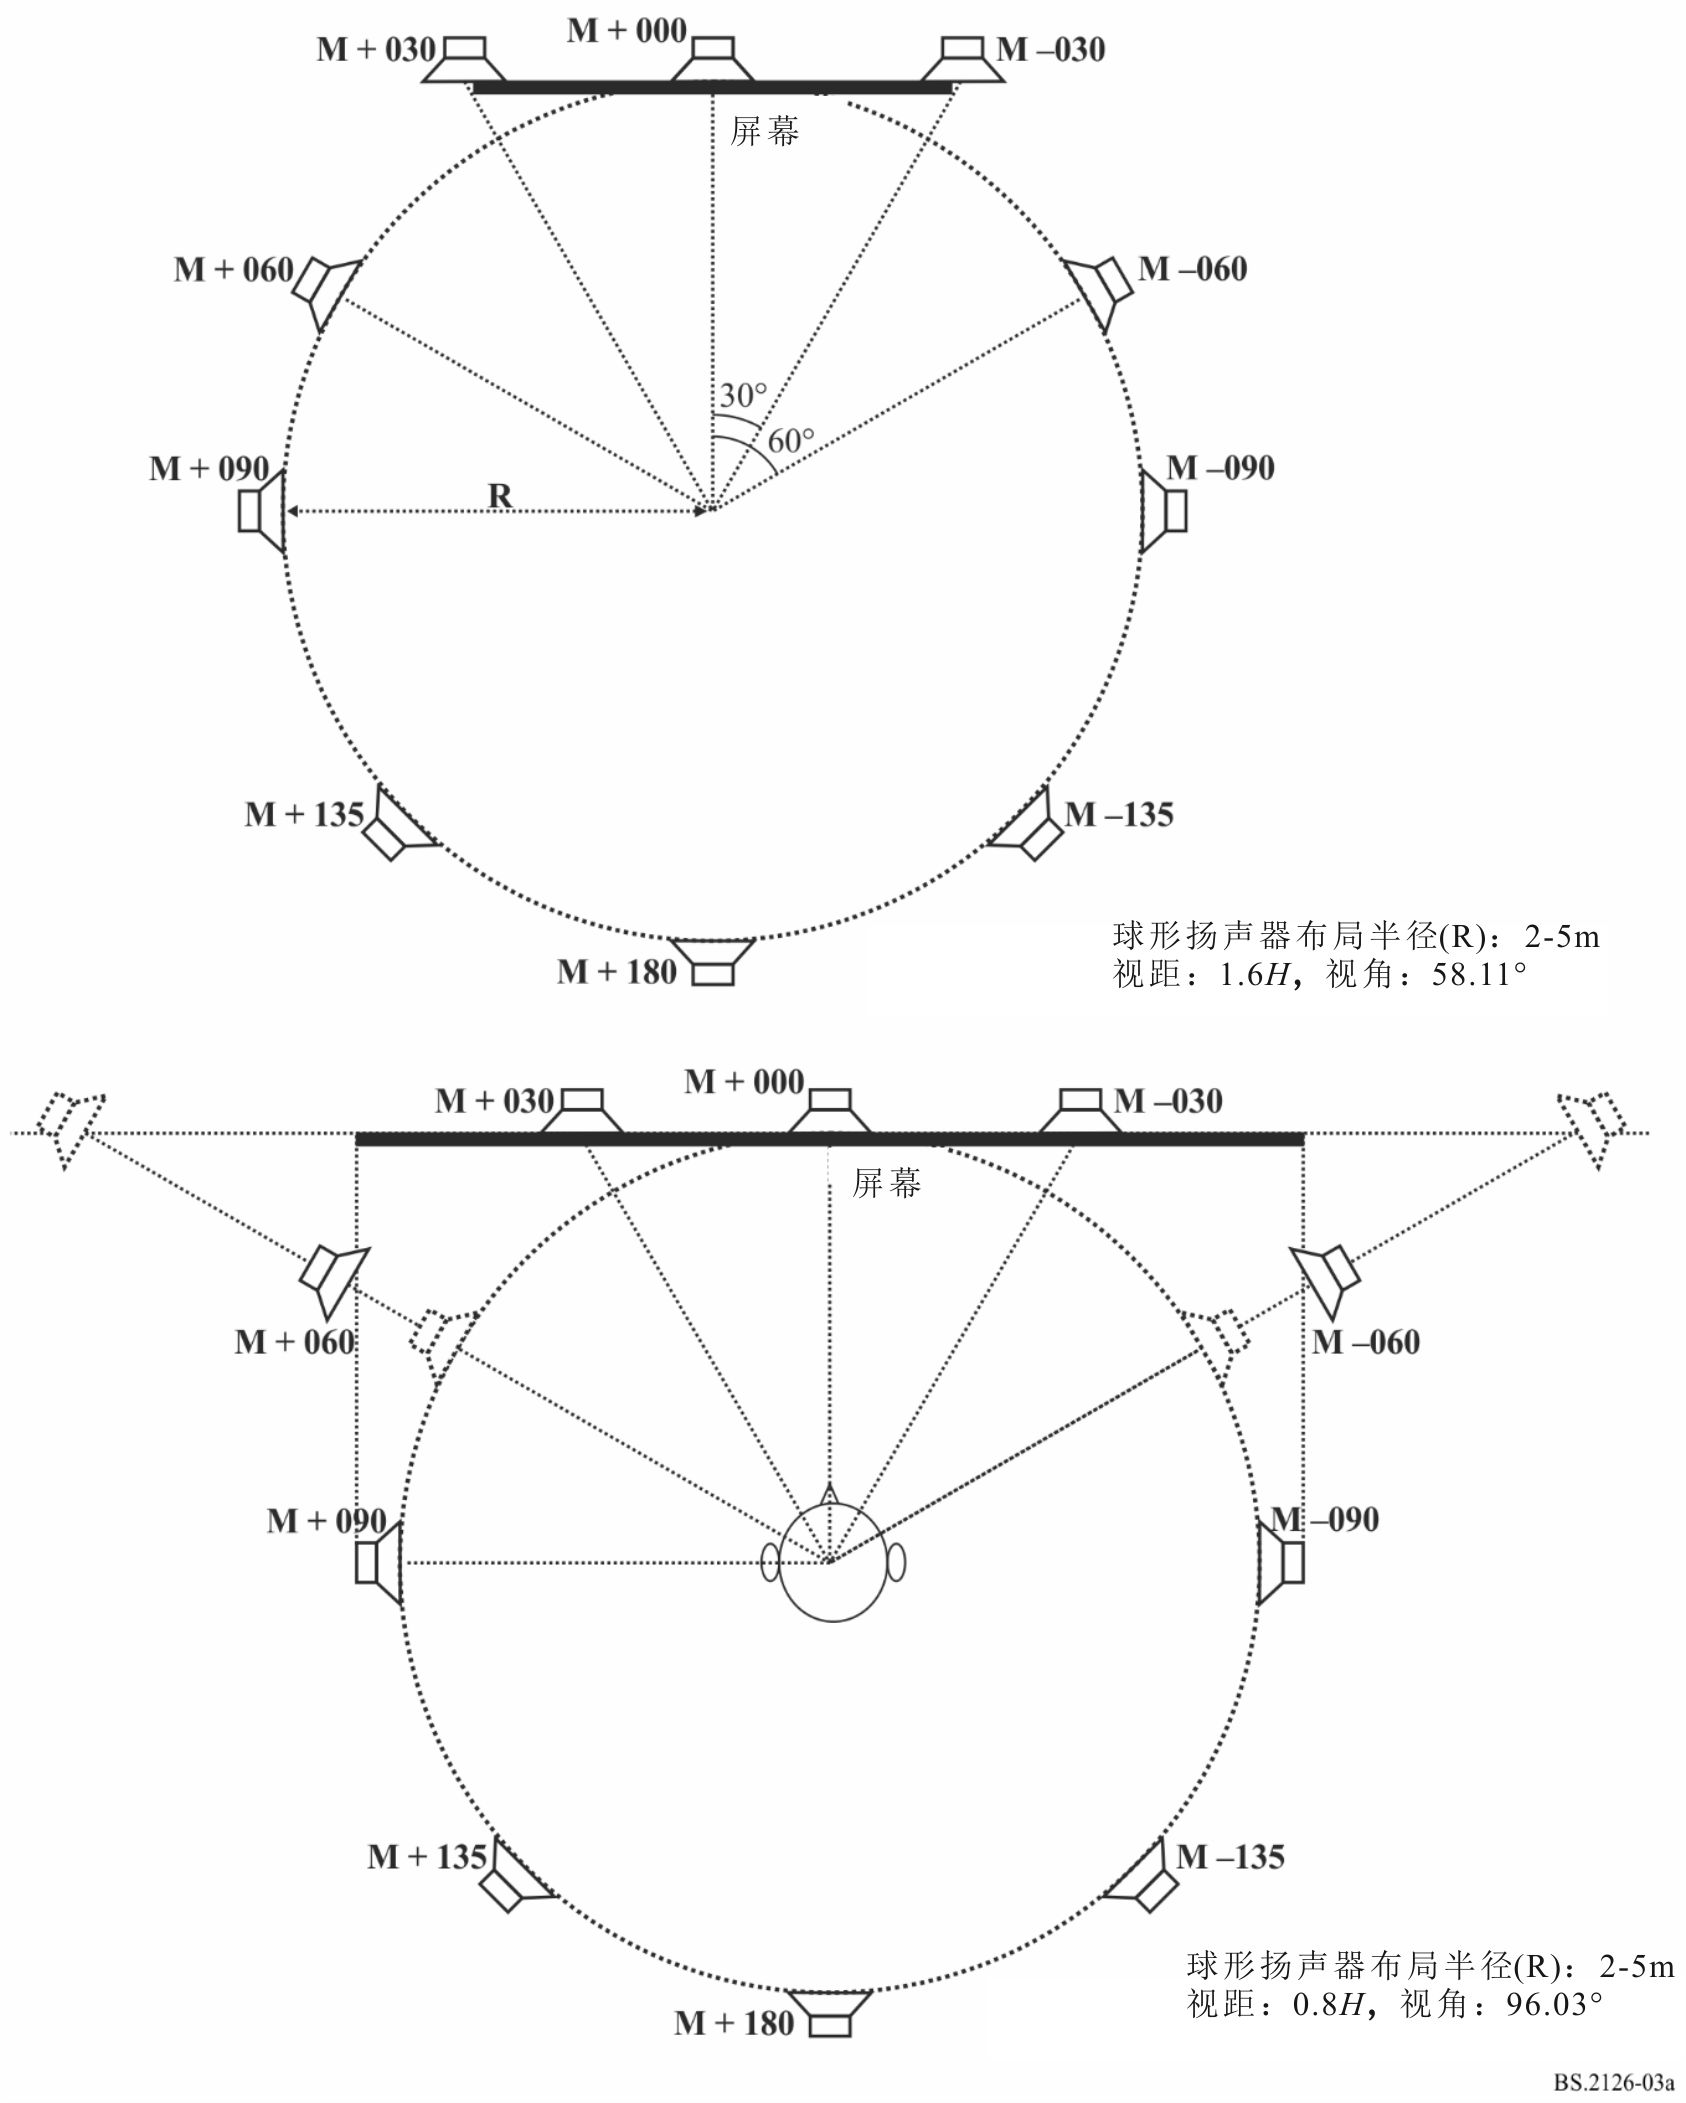 M + 000
M + 030
M –030
屏幕
M + 060
M –060
30°
60°
M + 090
M –090
R
M + 135
M –135
球形扬声器布局半径(R)：2-5m
M + 180
视距：1.6H，视角：58.11°
M + 000
M + 030
M –030
屏幕
M + 060
M –060
M + 090
M –090
M + 135
M –135
球形扬声器布局半径(R)：2-5m
视距：0.8H，视角：96.03°
M + 180
BS.2126-03a